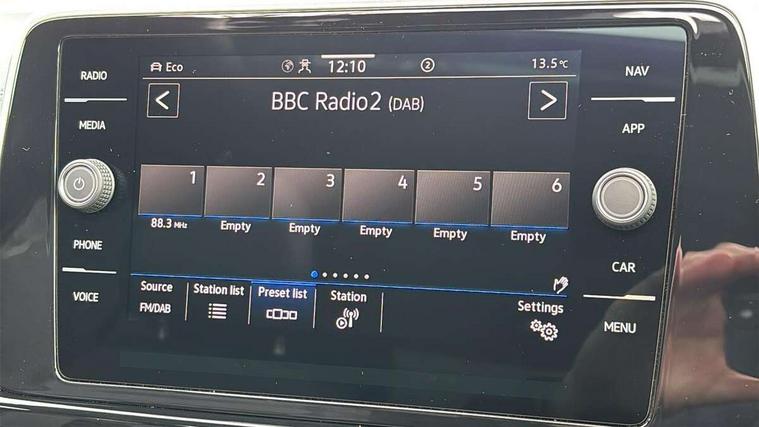 RADIO
MEDIA
PHONE
VOICE
Eco
12:10
2
13.5°C
BBC Radio2 (DAB)
1 2 3 4 5 6
88.3 MHz Empty Empty Empty Empty Empty
Source Station list Preset list Station Settings
FM/DAB
NAV
APP
CAR
MENU